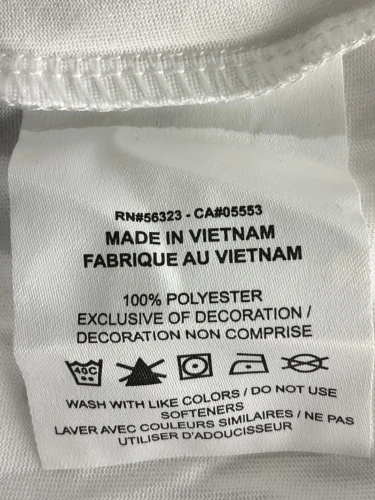 RN#56323 - CA#05553
MADE IN VIETNAM
FABRIQUE AU VIETNAM
100% POLYESTER
EXCLUSIVE OF DECORATION /
DECORATION NON COMPRISE
40C
WASH WITH LIKE COLORS / DO NOT USE
SOFTENERS
LAVER AVEC COULEURS SIMILAIRES / NE PAS
UTILISER D'ADOUCISSEUR